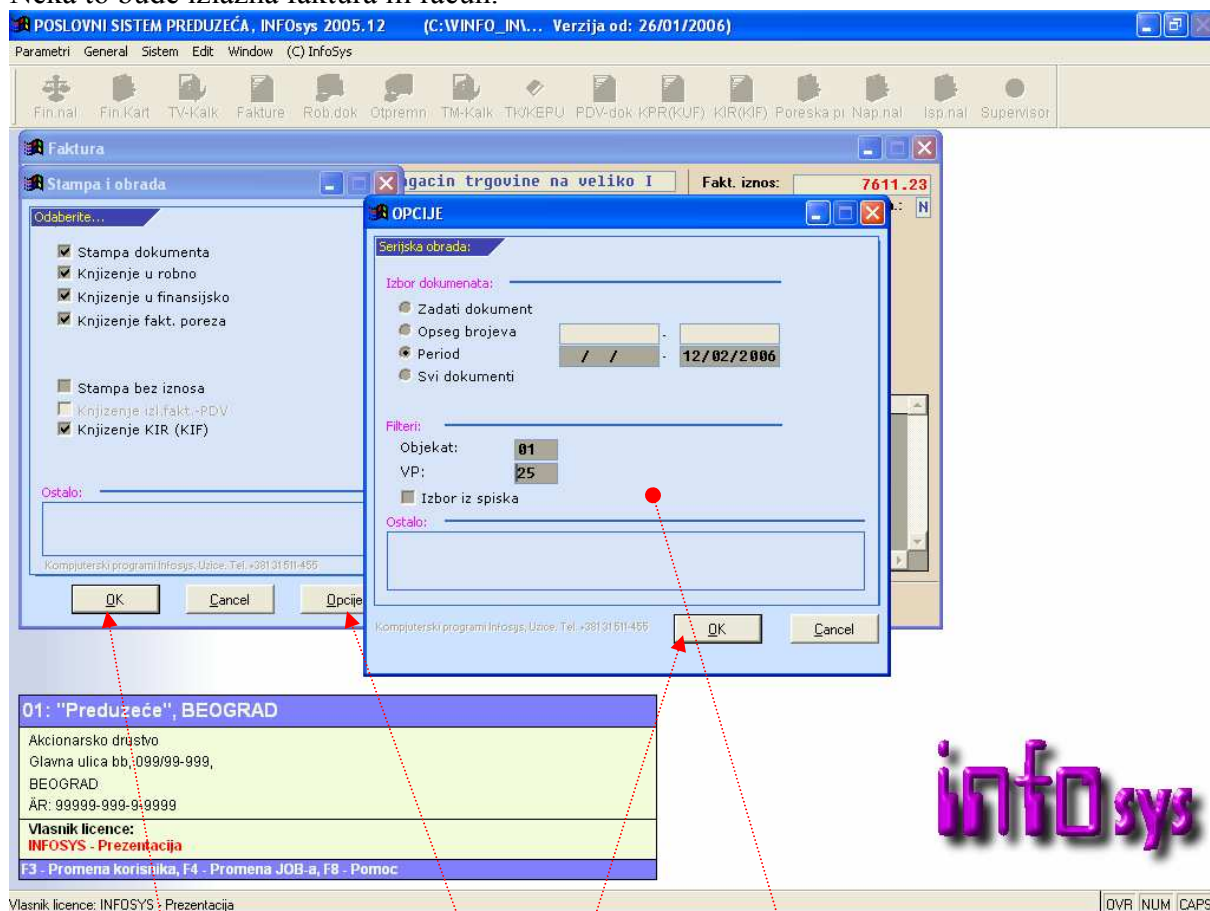 Neka to bude izlazna faktura ili račun.
POSLOVNI SISTEM PREDUZEĆA, INFOsys 2005.12 (C:\WINFO_IN\... Verzija od: 26/01/2006)
Parametri General Sistem Edit Window (C) InfoSys
Fin.nal Fin.Kart TV-Kalk Fakture Rob.dok Otpremn TM-Kalk TK/KEPU PDV-dok KPR(KUF) KIR(KIF) Poreska pr Nap.nal Isp.nal Supervisor
Faktura
gacin trgovine na veliko I Fakt. iznos: 7611.23
N
Stampa i obrada
Odaberite...
Stampa dokumenta
Knjizenje u robno
Knjizenje u finansijsko
Knjizenje fakt. poreza
Stampa bez iznosa
Knjizenje izl.fakt.-PDV
Knjizenje KIR (KIF)
Ostalo:
Kompjuterski programi Infosys, Uzice, Tel. +381 31 511-455
OK Cancel Opcije
OPCIJE
Serijska obrada:
Izbor dokumenata:
Zadati dokument
Opseg brojeva -
Period / / - 12/02/2006
Svi dokumenti
Filteri:
Objekat: 01
VP: 25
Izbor iz spiska
Ostalo:
Kompjuterski programi Infosys, Uzice, Tel. +381 31 511-455
OK Cancel
01: "Preduzeće", BEOGRAD
Akcionarsko društvo
Glavna ulica bb, 099/99-999,
BEOGRAD
ÄR: 99999-999-9-9999
Vlasnik licence:
INFOSYS - Prezentacija
F3 - Promena korisnika, F4 - Promena JOB-a, F8 - Pomoc
infosys
Vlasnik licence: INFOSYS - Prezentacija OVR NUM CAPS